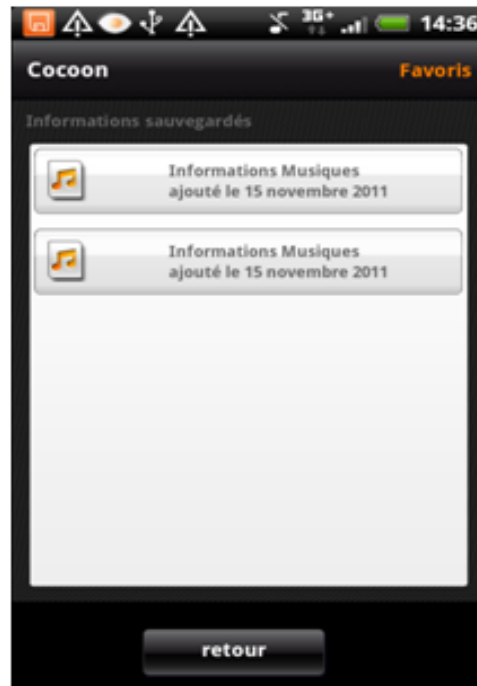 3G+ 14:36
Cocoon Favoris
Informations sauvegardés
Informations Musiques
ajouté le 15 novembre 2011
Informations Musiques
ajouté le 15 novembre 2011
retour